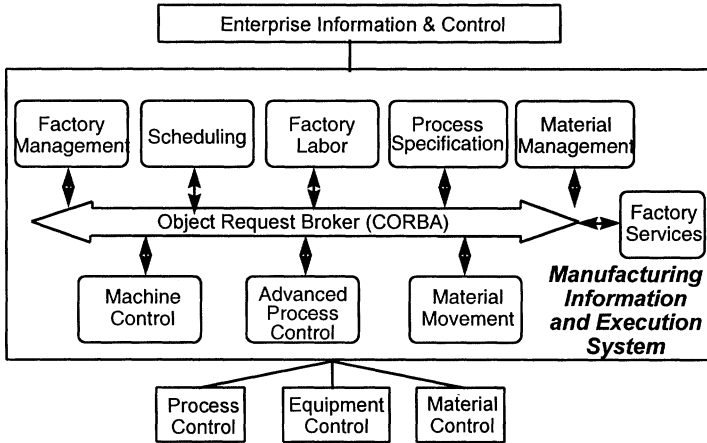 Enterprise Information & Control
Factory
Management
Scheduling
Factory
Labor
Process
Specification
Material
Management
Object Request Broker (CORBA)
Factory
Services
Machine
Control
Advanced
Process
Control
Material
Movement
Manufacturing
Information
and Execution
System
Process
Control
Equipment
Control
Material
Control